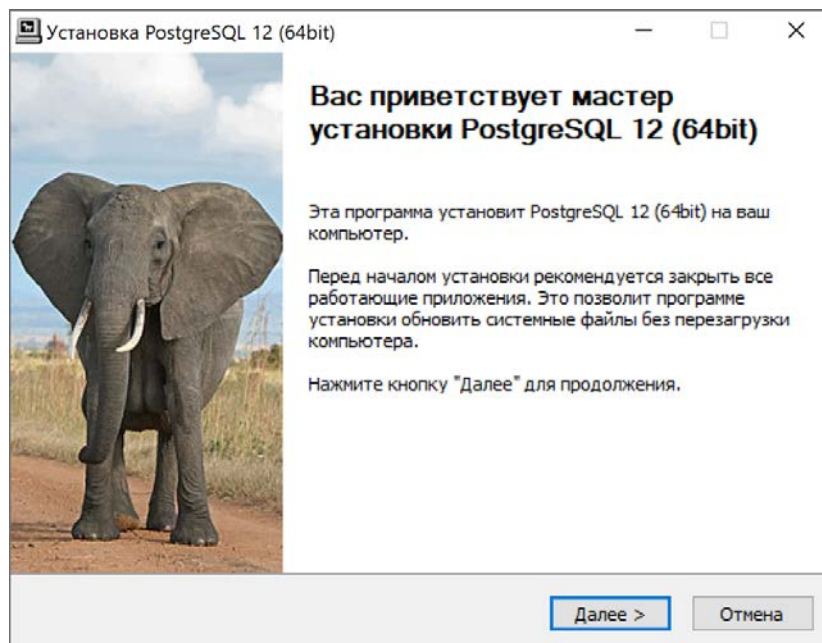 Установка PostgreSQL 12 (64bit)
Вас приветствует мастер
установки PostgreSQL 12 (64bit)
Эта программа установит PostgreSQL 12 (64bit) на ваш
компьютер.
Перед началом установки рекомендуется закрыть все
работающие приложения. Это позволит программе
установки обновить системные файлы без перезагрузки
компьютера.
Нажмите кнопку "Далее" для продолжения.
Далее >
Отмена